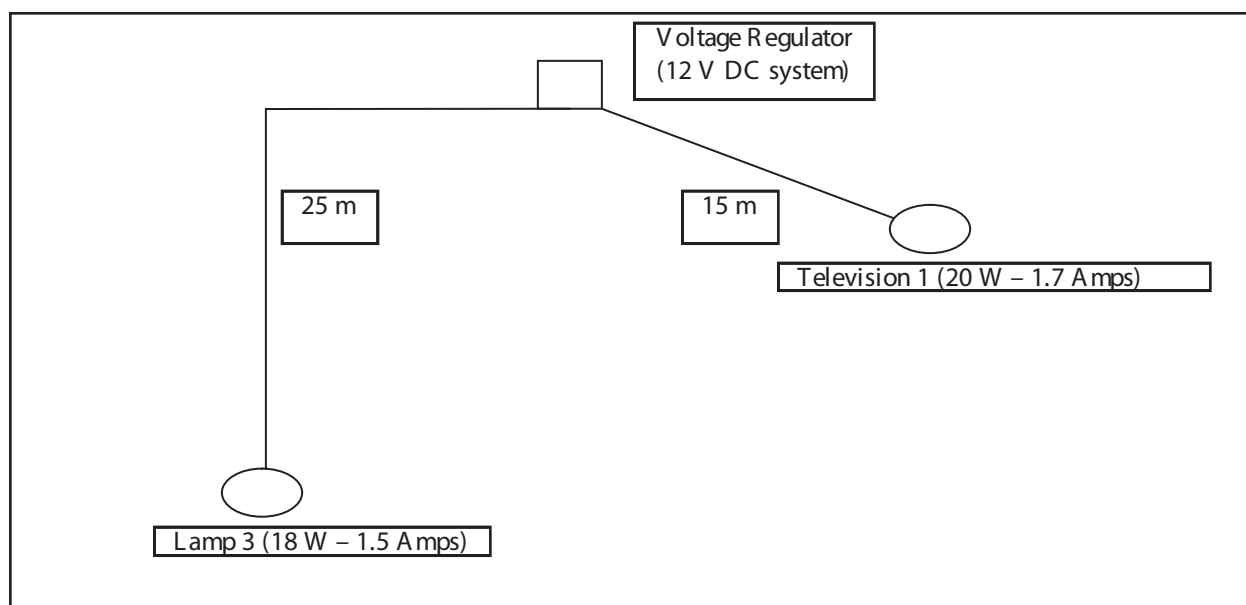 Voltage Regulator
(12 V DC system)
25 m
15 m
Television 1 (20 W – 1.7 Amps)
Lamp 3 (18 W – 1.5 Amps)